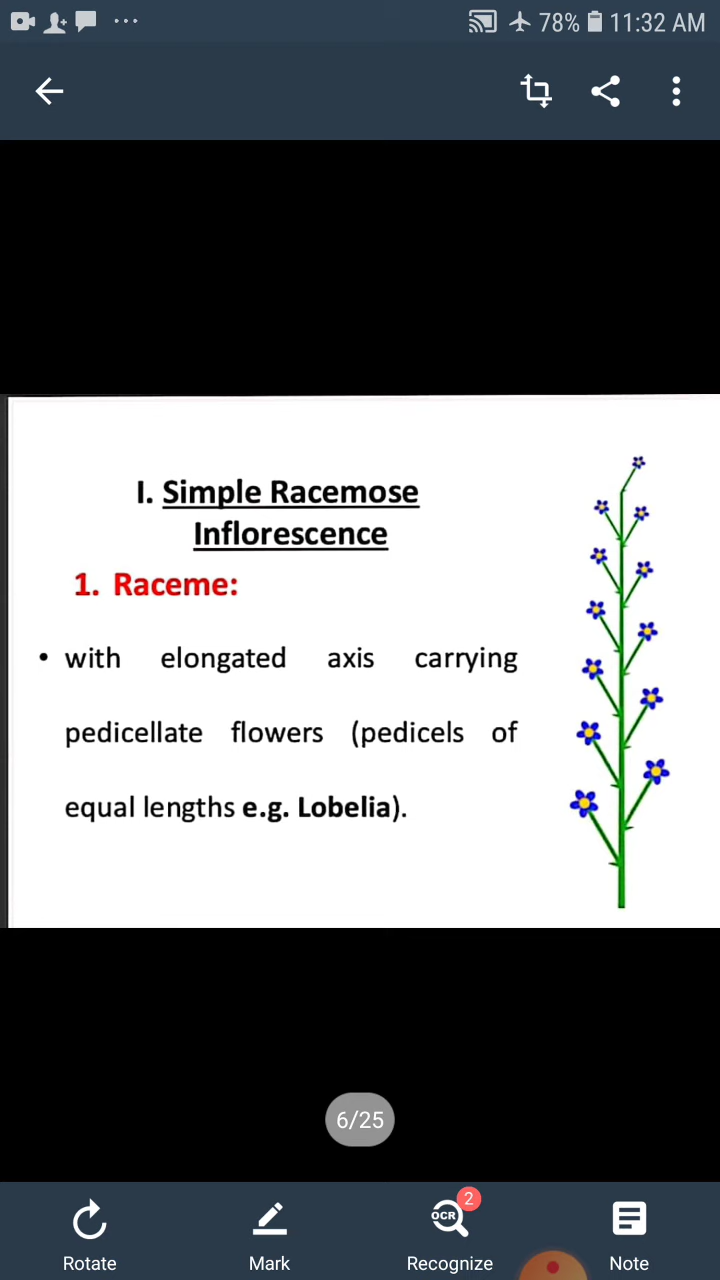 78% 11:32 AM
I. Simple Racemose
Inflorescence
1. Raceme:
• with elongated axis carrying
pedicellate flowers (pedicels of
equal lengths e.g. Lobelia).
6/25
OCR 2
Rotate Mark Recognize Note